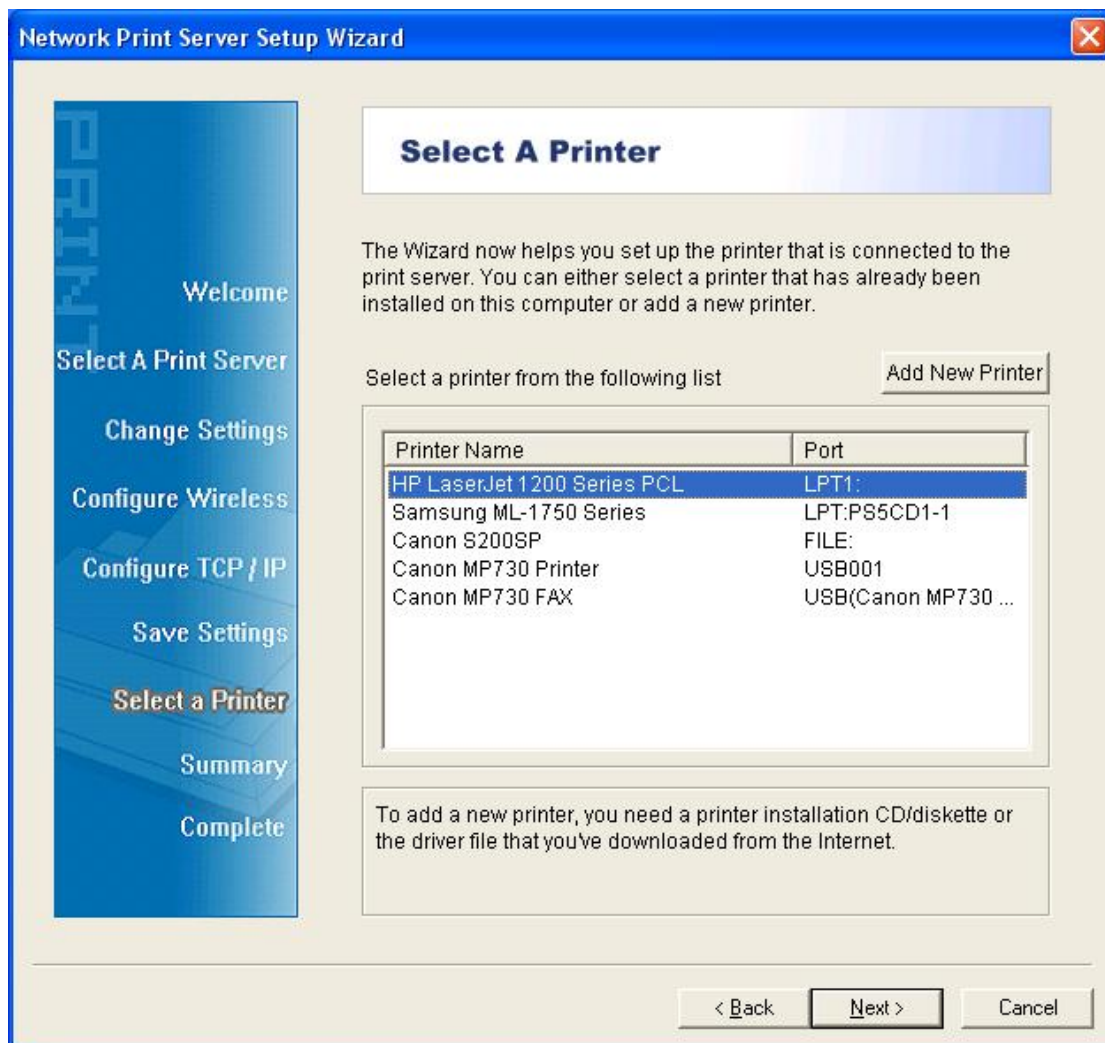 Network Print Server Setup Wizard
PRINT
Welcome
Select A Print Server
Change Settings
Configure Wireless
Configure TCP / IP
Save Settings
Select a Printer
Summary
Complete
Select A Printer
The Wizard now helps you set up the printer that is connected to the
print server. You can either select a printer that has already been
installed on this computer or add a new printer.
Select a printer from the following list
Add New Printer
Printer Name Port
HP LaserJet 1200 Series PCL LPT1:
Samsung ML-1750 Series LPT:PS5CD1-1
Canon S200SP FILE:
Canon MP730 Printer USB001
Canon MP730 FAX USB(Canon MP730 ...
To add a new printer, you need a printer installation CD/diskette or
the driver file that you've downloaded from the Internet.
< Back Next > Cancel